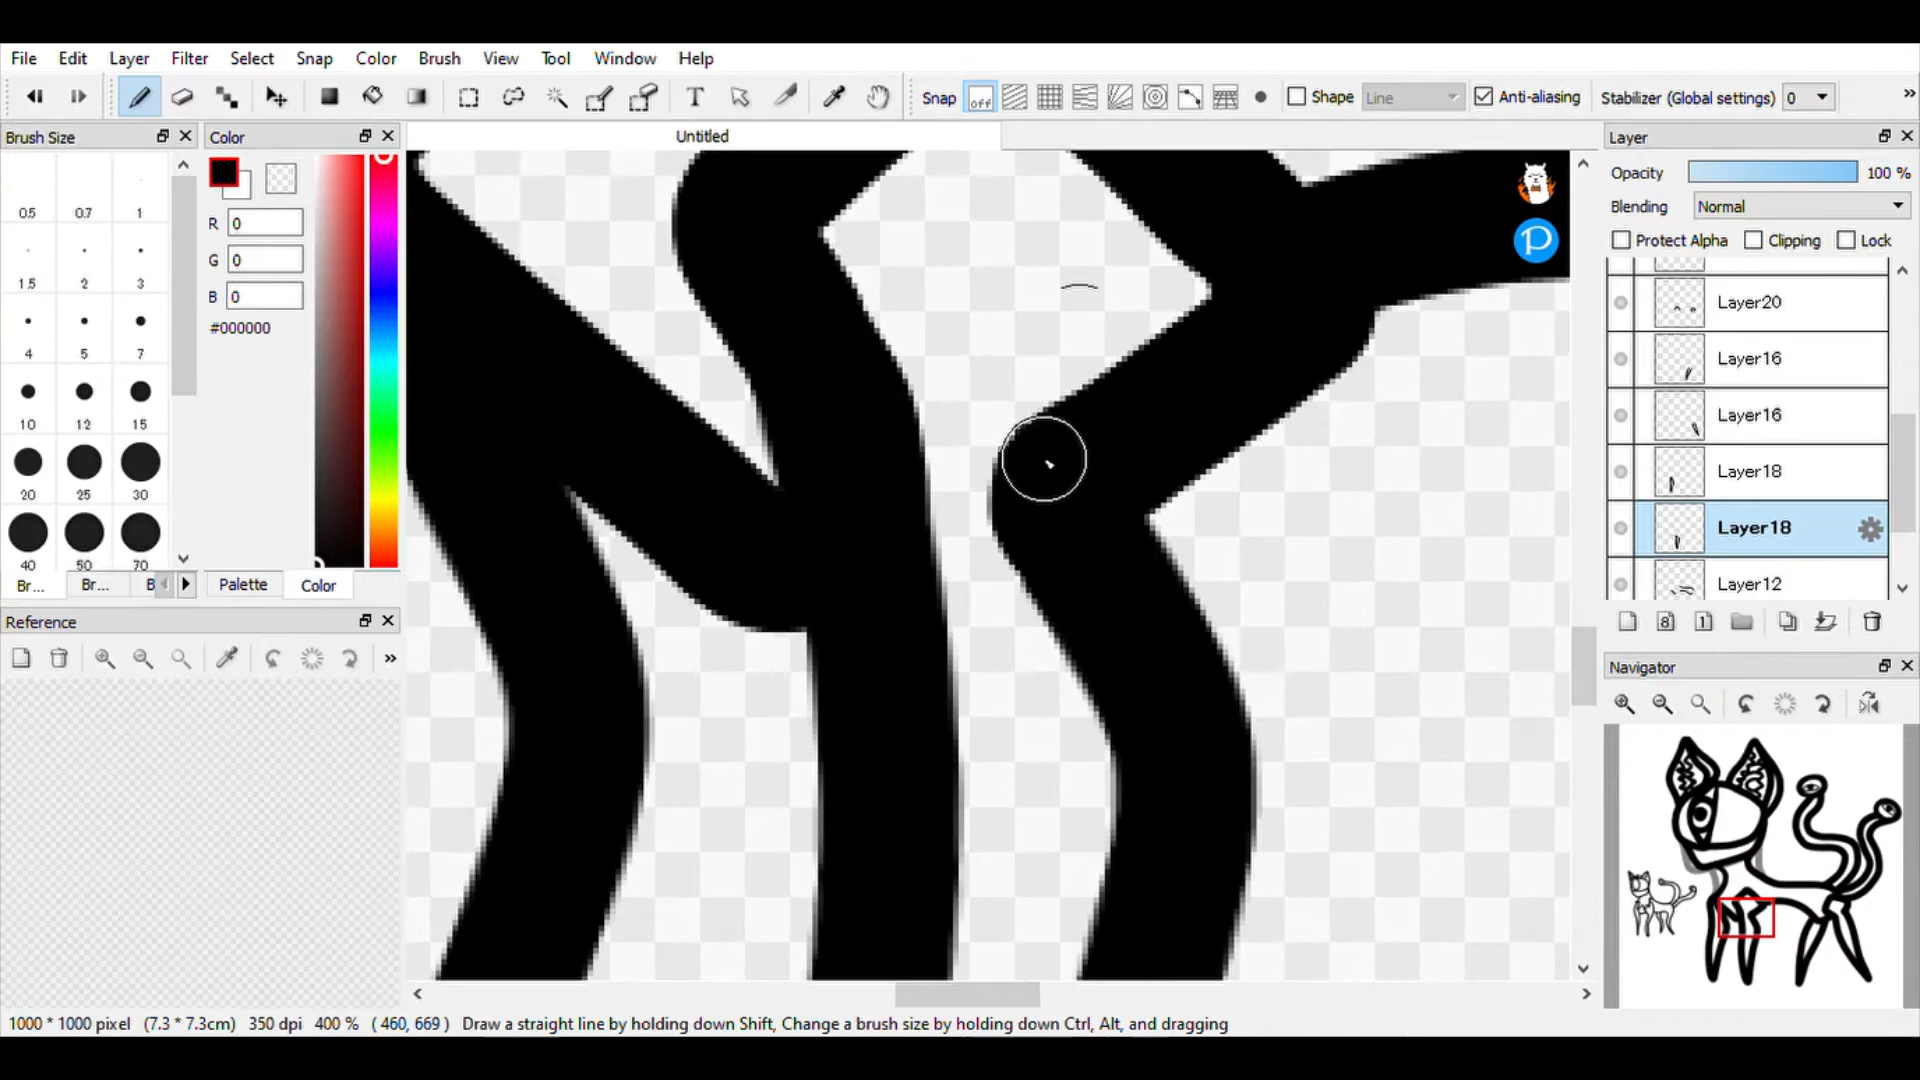 File Edit Layer Filter Select Snap Color Brush View Tool Window Help
T Snap off Shape Line Anti-aliasing Stabilizer (Global settings) 0 »
Brush Size Color Untitled Layer
0.5 0.7 1
1.5 2 3
4 5 7
10 12 15
20 25 30
40 50 70
Br... Br... B
R 0
G 0
B 0
#000000
Palette Color
Reference
»
P
Opacity 100 %
Blending Normal
Protect Alpha Clipping Lock
Layer20
Layer16
Layer16
Layer18
Layer18
Layer12
8 1
Navigator
1000 * 1000 pixel (7.3 * 7.3cm) 350 dpi 400 % ( 460, 669 ) Draw a straight line by holding down Shift, Change a brush size by holding down Ctrl, Alt, and dragging